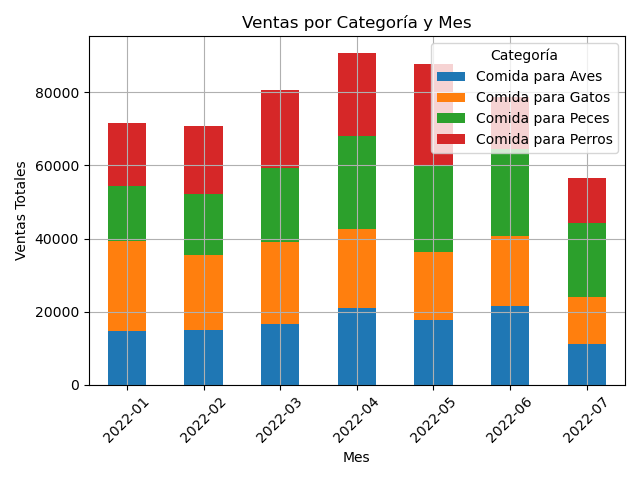 Ventas por Categoría y Mes
Categoría
Comida para Aves
Comida para Gatos
Comida para Peces
Comida para Perros
Ventas Totales
80000
60000
40000
20000
0
2022-01
2022-02
2022-03
2022-04
2022-05
2022-06
2022-07
Mes